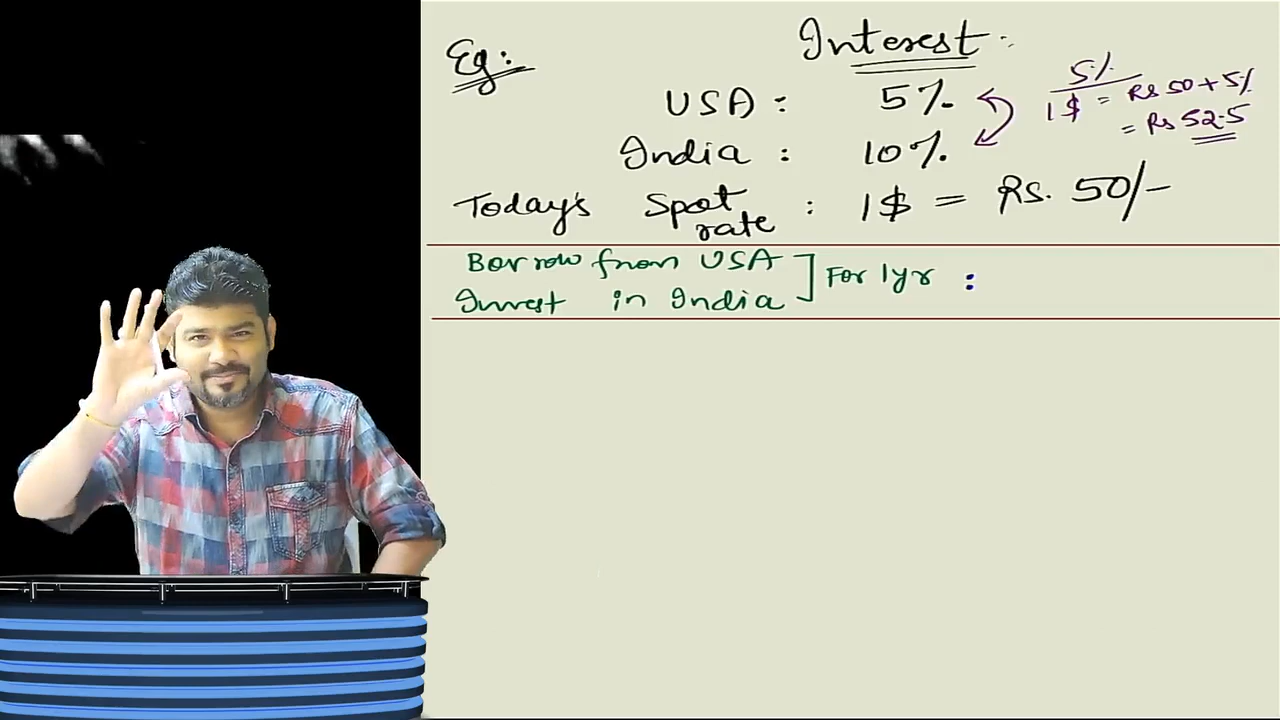 Eg:
Interest:
USA : 5%
India : 10%
5%
1$ = Rs 50 + 5%
= Rs 52.5
Today's Spot rate : 1$ = Rs. 50/-
Borrow from USA
Invest in India
For 1yr :